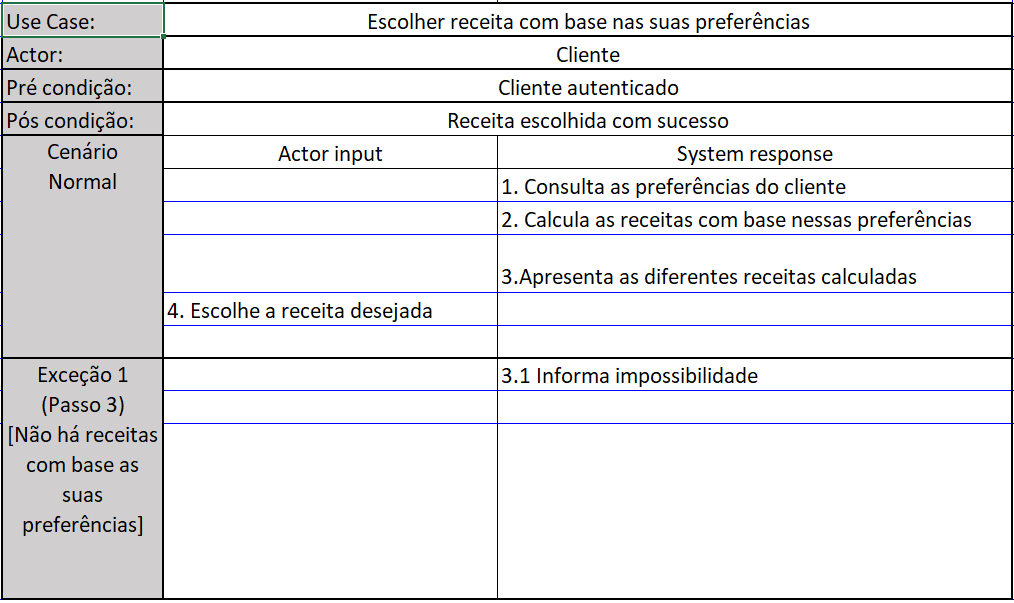 Use Case:
Escolher receita com base nas suas preferências
Actor:
Cliente
Pré condição:
Cliente autenticado
Pós condição:
Receita escolhida com sucesso
Cenário
Normal
Actor input
System response
1. Consulta as preferências do cliente
2. Calcula as receitas com base nessas preferências
3.Apresenta as diferentes receitas calculadas
4. Escolhe a receita desejada
Exceção 1
(Passo 3)
[Não há receitas
com base as
suas
preferências]
3.1 Informa impossibilidade